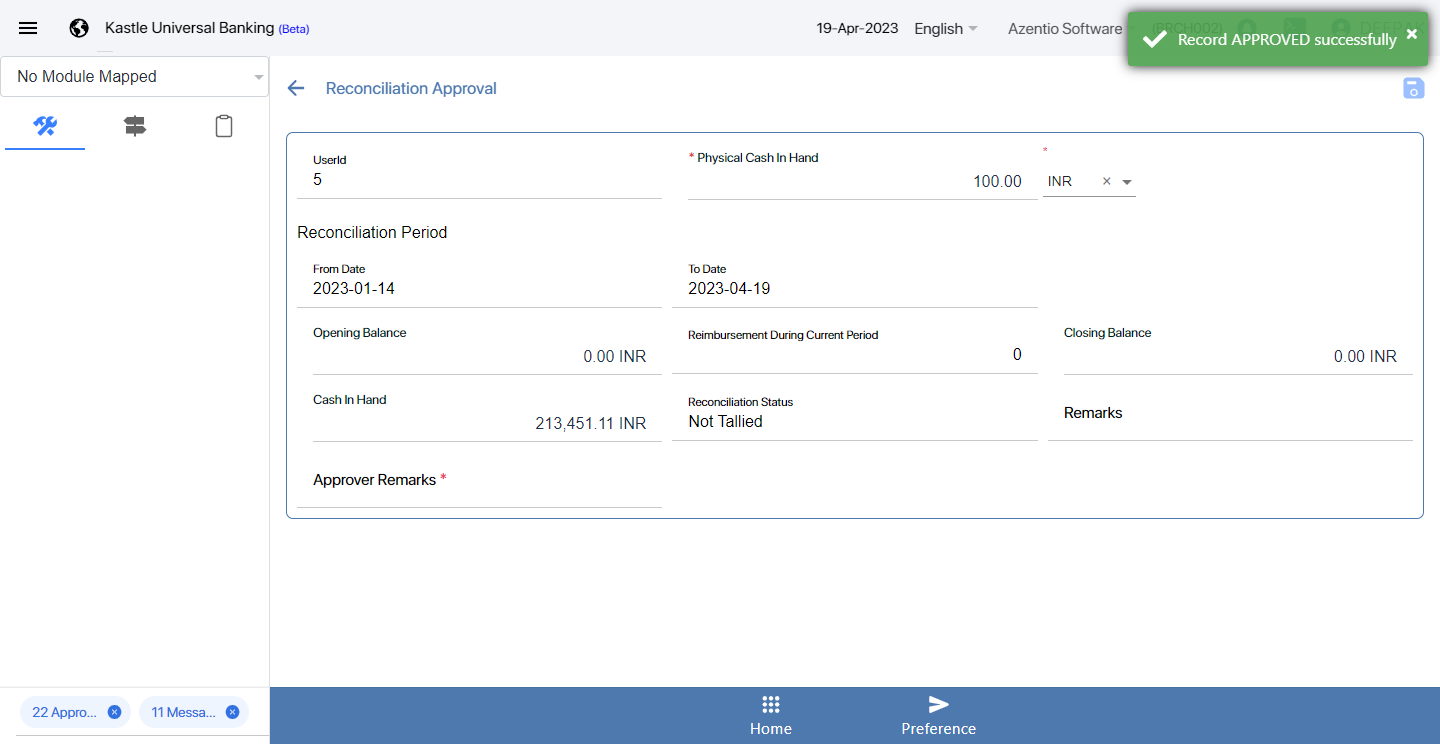 Kastle Universal Banking (Beta)
19-Apr-2023
English
Azentio Software
Record APPROVED successfully
No Module Mapped
Reconciliation Approval
UserId
5
* Physical Cash In Hand
100.00
*
INR
Reconciliation Period
From Date
2023-01-14
To Date
2023-04-19
Opening Balance
0.00 INR
Reimbursement During Current Period
0
Closing Balance
0.00 INR
Cash In Hand
213,451.11 INR
Reconciliation Status
Not Tallied
Remarks
Approver Remarks *
22 Appro...
11 Messa...
Home
Preference